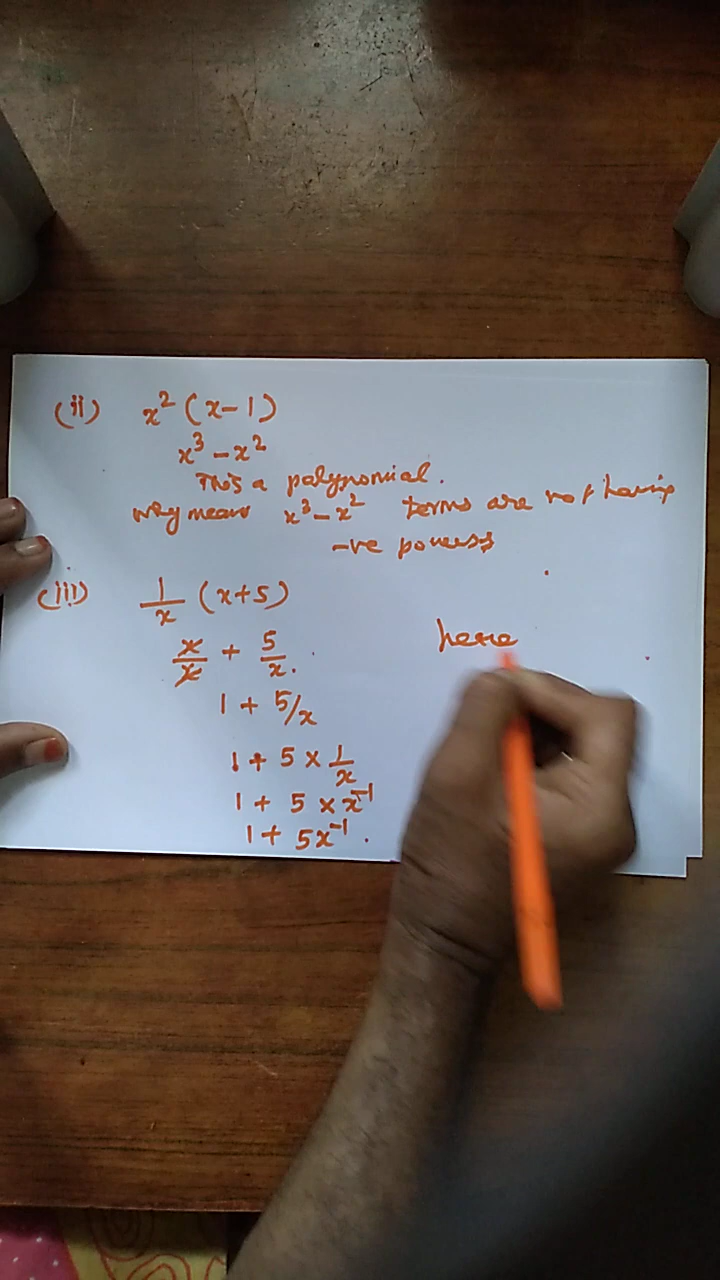 (ii) x² (x-1)
x³ - x²
This a polynomial.
why means x³-x² terms are not having
-ve powers
(iii) 1/x (x+5)
x/x + 5/x.
here
1 + 5/x
1 + 5 × 1/x
1 + 5 × x⁻¹
1 + 5x⁻¹.